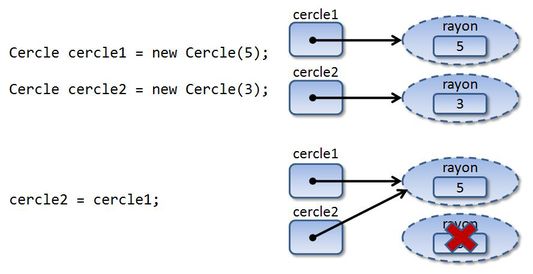 cercle1
rayon
5
Cercle cercle1 = new Cercle(5);
cercle2
rayon
3
Cercle cercle2 = new Cercle(3);
cercle1
rayon
5
cercle2 = cercle1;
cercle2
rayon